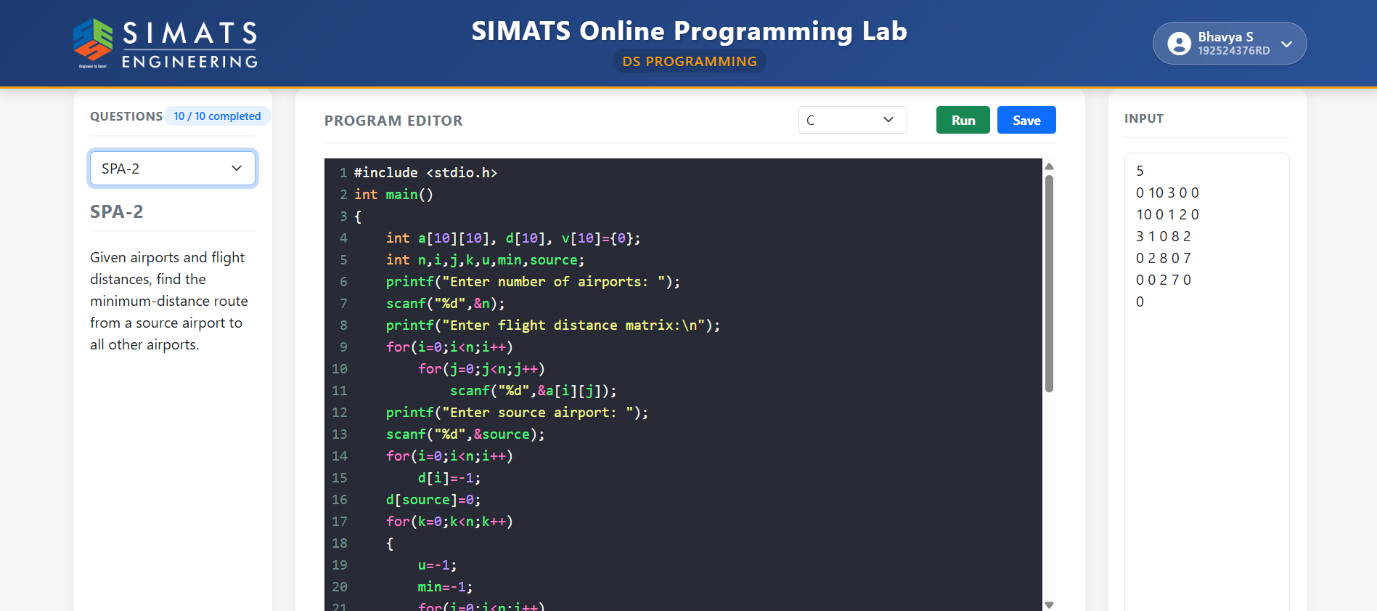 SIMATS
ENGINEERING
Engineer to Excel
SIMATS Online Programming Lab
DS PROGRAMMING
Bhavya S
192524376RD
QUESTIONS
10 / 10 completed
SPA-2
SPA-2
Given airports and flight
distances, find the
minimum-distance route
from a source airport to
all other airports.
PROGRAM EDITOR
C
Run
Save
1 #include <stdio.h>
2 int main()
3 {
4     int a[10][10], d[10], v[10]={0};
5     int n,i,j,k,u,min,source;
6     printf("Enter number of airports: ");
7     scanf("%d",&n);
8     printf("Enter flight distance matrix:\n");
9     for(i=0;i<n;i++)
10         for(j=0;j<n;j++)
11             scanf("%d",&a[i][j]);
12     printf("Enter source airport: ");
13     scanf("%d",&source);
14     for(i=0;i<n;i++)
15         d[i]=-1;
16     d[source]=0;
17     for(k=0;k<n;k++)
18     {
19         u=-1;
20         min=-1;
21         for(i=0;i<n;i++)
INPUT
5
0 10 3 0 0
10 0 1 2 0
3 1 0 8 2
0 2 8 0 7
0 0 2 7 0
0